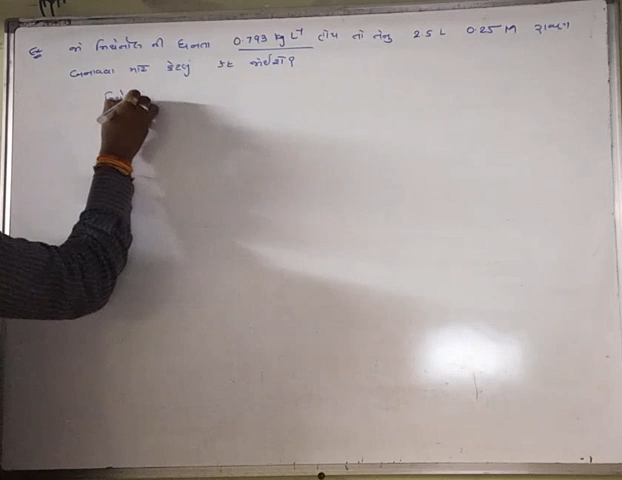 જો મિથેનોલ ની ઘનતા 0.793 kg L⁻¹ હોય તો તેનુ 2.5 L 0.25 M દ્રાવણ
બનાવવા માટે કેટલું કદ જોઈશે?